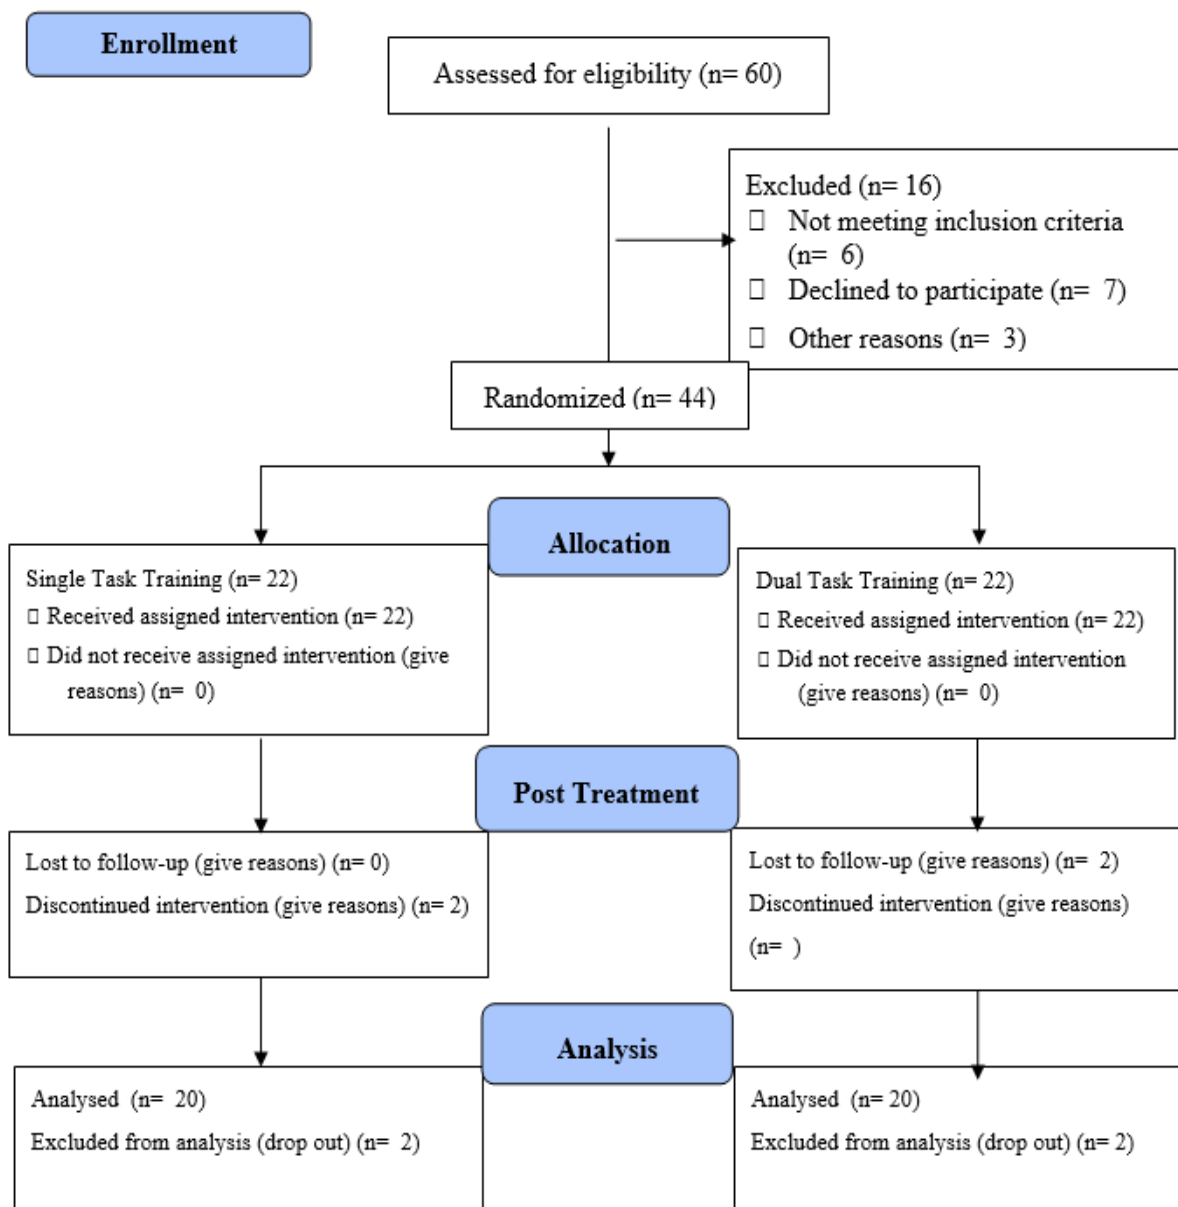 Enrollment
Assessed for eligibility (n= 60)
Excluded (n= 16)
□ Not meeting inclusion criteria
(n=  6)
□ Declined to participate (n=  7)
□ Other reasons (n=  3)
Randomized (n= 44)
Allocation
Single Task Training (n= 22)
□ Received assigned intervention (n= 22)
□ Did not receive assigned intervention (give
reasons) (n=  0)
Dual Task Training (n= 22)
□ Received assigned intervention (n= 22)
□ Did not receive assigned intervention
(give reasons) (n=  0)
Post Treatment
Lost to follow-up (give reasons) (n= 0)
Discontinued intervention (give reasons) (n= 2)
Lost to follow-up (give reasons) (n=  2)
Discontinued intervention (give reasons)
(n=  )
Analysis
Analysed  (n=  20)
Excluded from analysis (drop out) (n=  2)
Analysed  (n= 20)
Excluded from analysis (drop out) (n= 2)